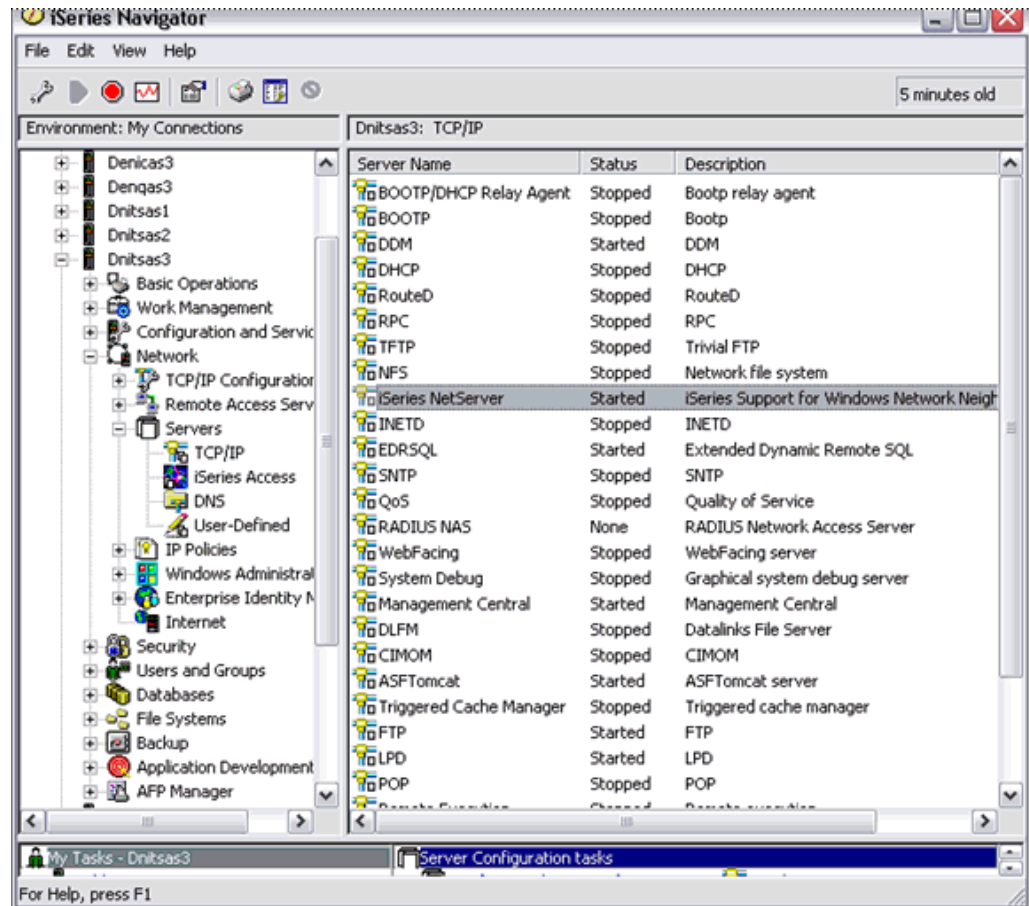 iSeries Navigator
File Edit View Help
5 minutes old
Environment: My Connections
Dnitsas3: TCP/IP
Denicas3
Denqas3
Dnitsas1
Dnitsas2
Dnitsas3
Basic Operations
Work Management
Configuration and Servic
Network
TCP/IP Configuration
Remote Access Serv
Servers
TCP/IP
iSeries Access
DNS
User-Defined
IP Policies
Windows Administrat
Enterprise Identity M
Internet
Security
Users and Groups
Databases
File Systems
Backup
Application Development
AFP Manager
Server Name Status Description
BOOTP/DHCP Relay Agent Stopped Bootp relay agent
BOOTP Stopped Bootp
DDM Started DDM
DHCP Stopped DHCP
RouteD Stopped RouteD
RPC Stopped RPC
TFTP Stopped Trivial FTP
NFS Stopped Network file system
iSeries NetServer Started iSeries Support for Windows Network Neigh
INETD Stopped INETD
EDRSQL Started Extended Dynamic Remote SQL
SNTP Stopped SNTP
QoS Stopped Quality of Service
RADIUS NAS None RADIUS Network Access Server
WebFacing Stopped WebFacing server
System Debug Stopped Graphical system debug server
Management Central Started Management Central
DLFM Stopped Datalinks File Server
CIMOM Stopped CIMOM
ASFTomcat Started ASFTomcat server
Triggered Cache Manager Stopped Triggered cache manager
FTP Started FTP
LPD Started LPD
POP Stopped POP
Remote Execution Stopped Remote execution
My Tasks - Dnitsas3
Server Configuration tasks
For Help, press F1